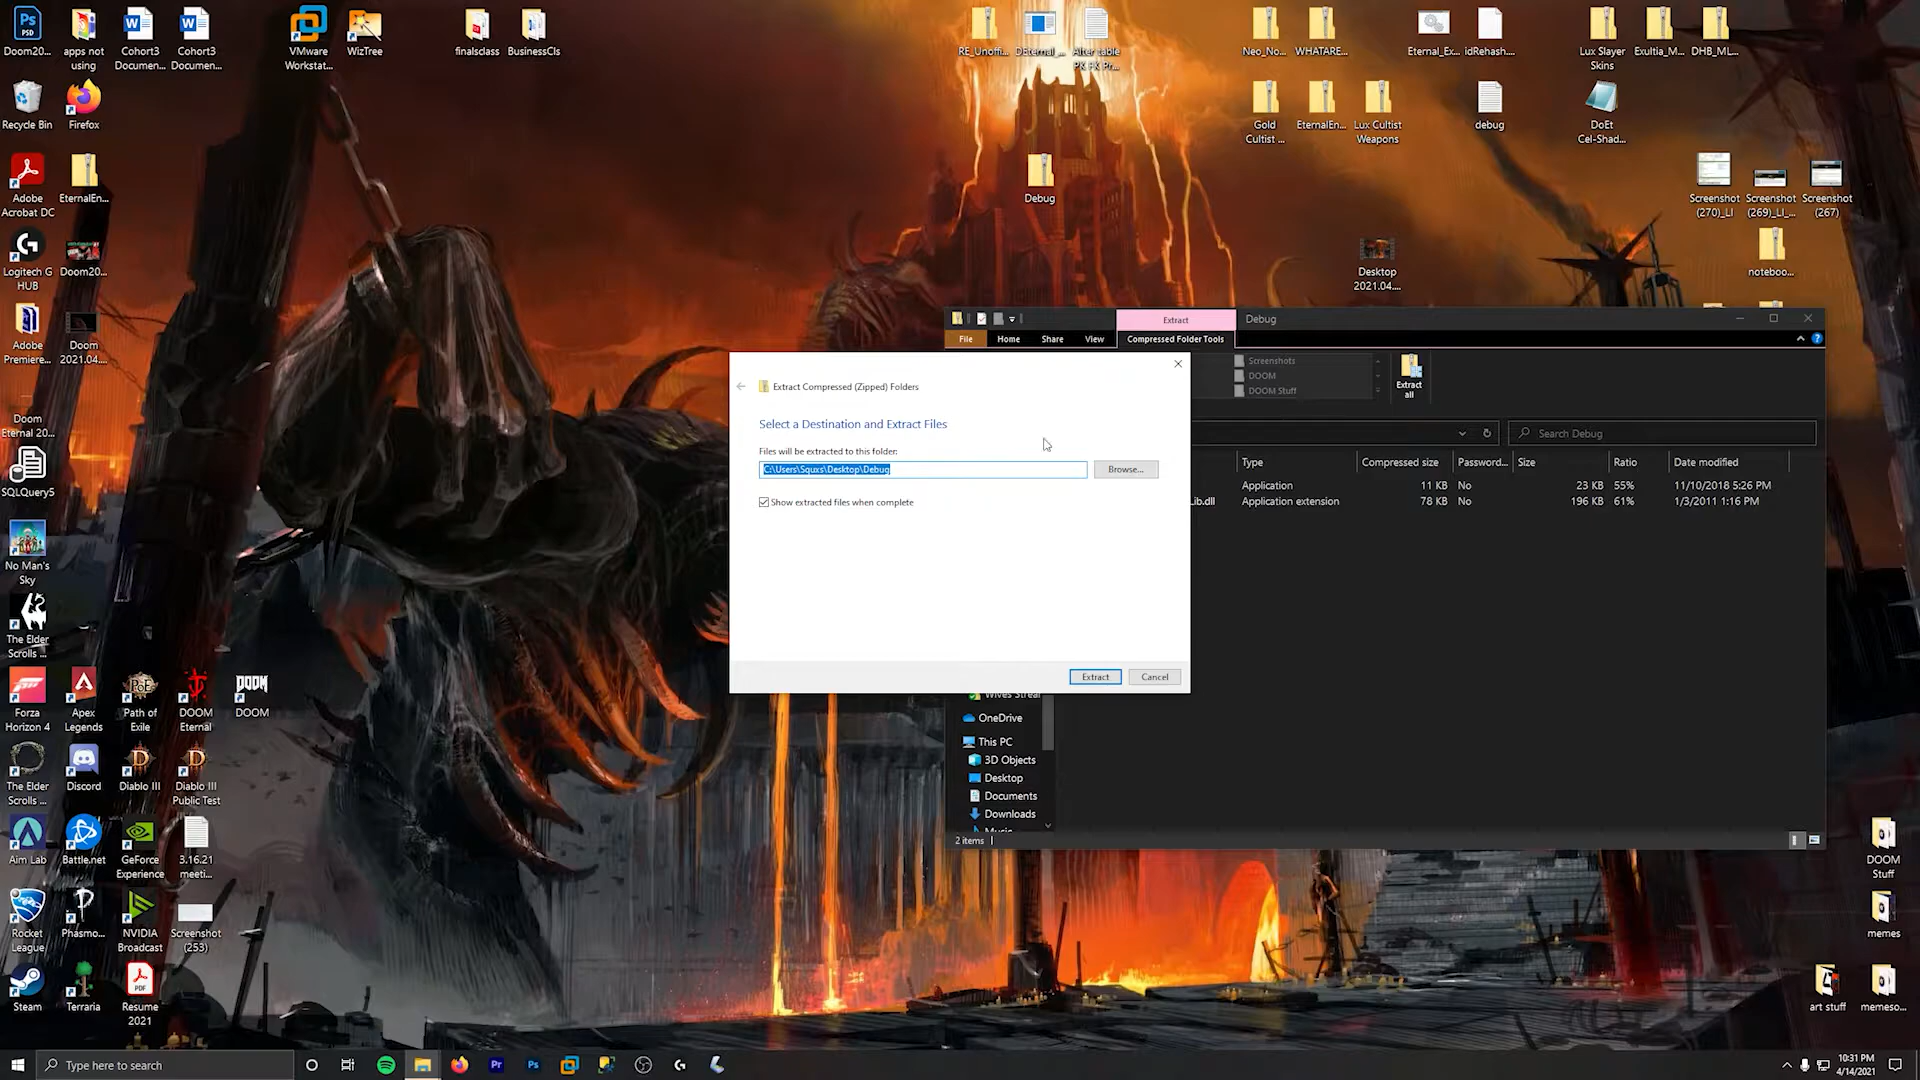 Doom20...
apps not
using
Cohort3
Documen...
Cohort3
Documen...
VMware
Workstat...
WizTree
finalsclass
BusinessCls
RE_Unoffi...
DEternal_...
Alter table
PK FK Pr...
Neo_No...
WHATARE...
Eternal_Ex...
idRehash....
Lux Slayer
Skins
Exultia_M...
DHB_ML...
Recycle Bin
Firefox
Gold
Cultist ...
EternalEn...
Lux Cultist
Weapons
debug
DoEt
Cel-Shad...
Adobe
Acrobat DC
EternalEn...
Debug
Screenshot
(270)_LI
Screenshot
(269)_LI_...
Screenshot
(267)
Logitech G
HUB
Doom20...
Desktop
2021.04....
noteboo...
Adobe
Premiere...
Doom
2021.04....
Doom
Eternal 20...
SQLQuery5
No Man's
Sky
The Elder
Scrolls ...
Forza
Horizon 4
Apex
Legends
Path of
Exile
DOOM
Eternal
DOOM
DOOM
The Elder
Scrolls ...
Discord
Diablo III
Diablo III
Public Test
Aim Lab
Battle.net
GeForce
Experience
3.16.21
meeti...
Rocket
League
Phasmo...
NVIDIA
Broadcast
Screenshot
(253)
Steam
Terraria
Resume
2021
Extract
Debug
File
Home
Share
View
Compressed Folder Tools
Screenshots
DOOM
DOOM Stuff
Extract
all
Search Debug
Type
Compressed size
Password...
Size
Ratio
Date modified
Application
11 KB
No
23 KB
55%
11/10/2018 5:26 PM
Lib.dll
Application extension
78 KB
No
196 KB
61%
1/3/2011 1:16 PM
Extract Compressed (Zipped) Folders
Select a Destination and Extract Files
Files will be extracted to this folder:
C:\Users\Squxs\Desktop\Debug
Browse...
Show extracted files when complete
Extract
Cancel
OneDrive
This PC
3D Objects
Desktop
Documents
Downloads
Music
2 items
DOOM
Stuff
memes
art stuff
memeso...
Type here to search
10:31 PM
4/14/2021